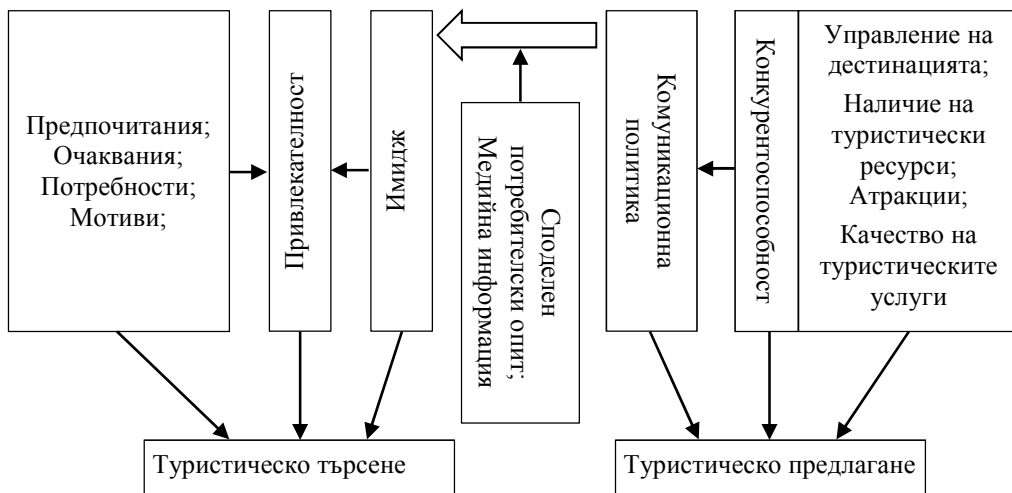 Предпочитания;
Очаквания;
Потребности;
Мотиви;
Привлекателност
Имидж
Споделен
потребителски опит;
Медийна информация
Комуникационна
политика
Конкурентоспособност
Управление на
дестинацията;
Наличие на
туристически
ресурси;
Атракции;
Качество на
туристическите
услуги
Туристическо търсене
Туристическо предлагане